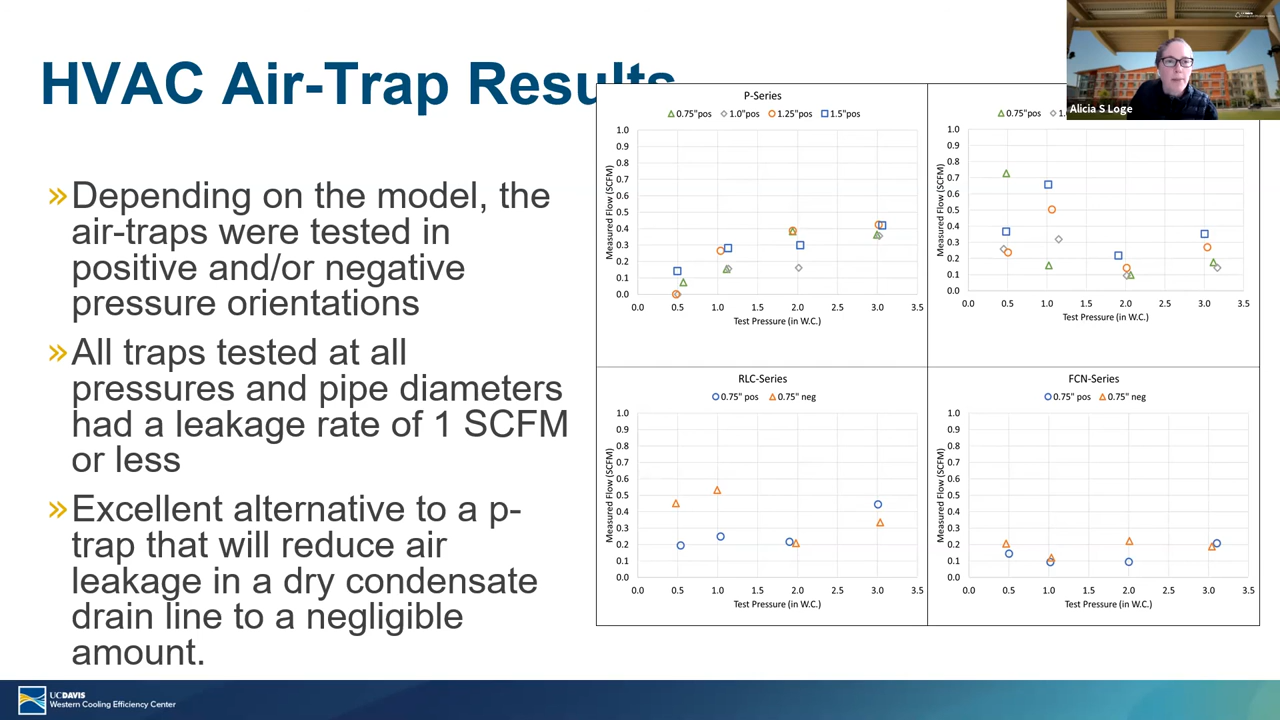 HVAC Air-Trap Results
» Depending on the model, the
air-traps were tested in
positive and/or negative
pressure orientations
» All traps tested at all
pressures and pipe diameters
had a leakage rate of 1 SCFM
or less
» Excellent alternative to a p-
trap that will reduce air
leakage in a dry condensate
drain line to a negligible
amount.
P-Series
0.75"pos 1.0"pos 1.25"pos 1.5"pos
Measured Flow (SCFM)
1.0
0.9
0.8
0.7
0.6
0.5
0.4
0.3
0.2
0.1
0.0
0.0 0.5 1.0 1.5 2.0 2.5 3.0 3.5
Test Pressure (in W.C.)
0.75"pos
Measured Flow (SCFM)
1.0
0.9
0.8
0.7
0.6
0.5
0.4
0.3
0.2
0.1
0.0
0.0 0.5 1.0 1.5 2.0 2.5 3.0 3.5
Test Pressure (in W.C.)
RLC-Series
0.75" pos 0.75" neg
Measured Flow (SCFM)
1.0
0.9
0.8
0.7
0.6
0.5
0.4
0.3
0.2
0.1
0.0
0.0 0.5 1.0 1.5 2.0 2.5 3.0 3.5
Test Pressure (in W.C.)
FCN-Series
0.75" pos 0.75" neg
Measured Flow (SCFM)
1.0
0.9
0.8
0.7
0.6
0.5
0.4
0.3
0.2
0.1
0.0
0.0 0.5 1.0 1.5 2.0 2.5 3.0 3.5
Test Pressure (in W.C.)
Alicia S Loge
UCDAVIS
Western Cooling Efficiency Center